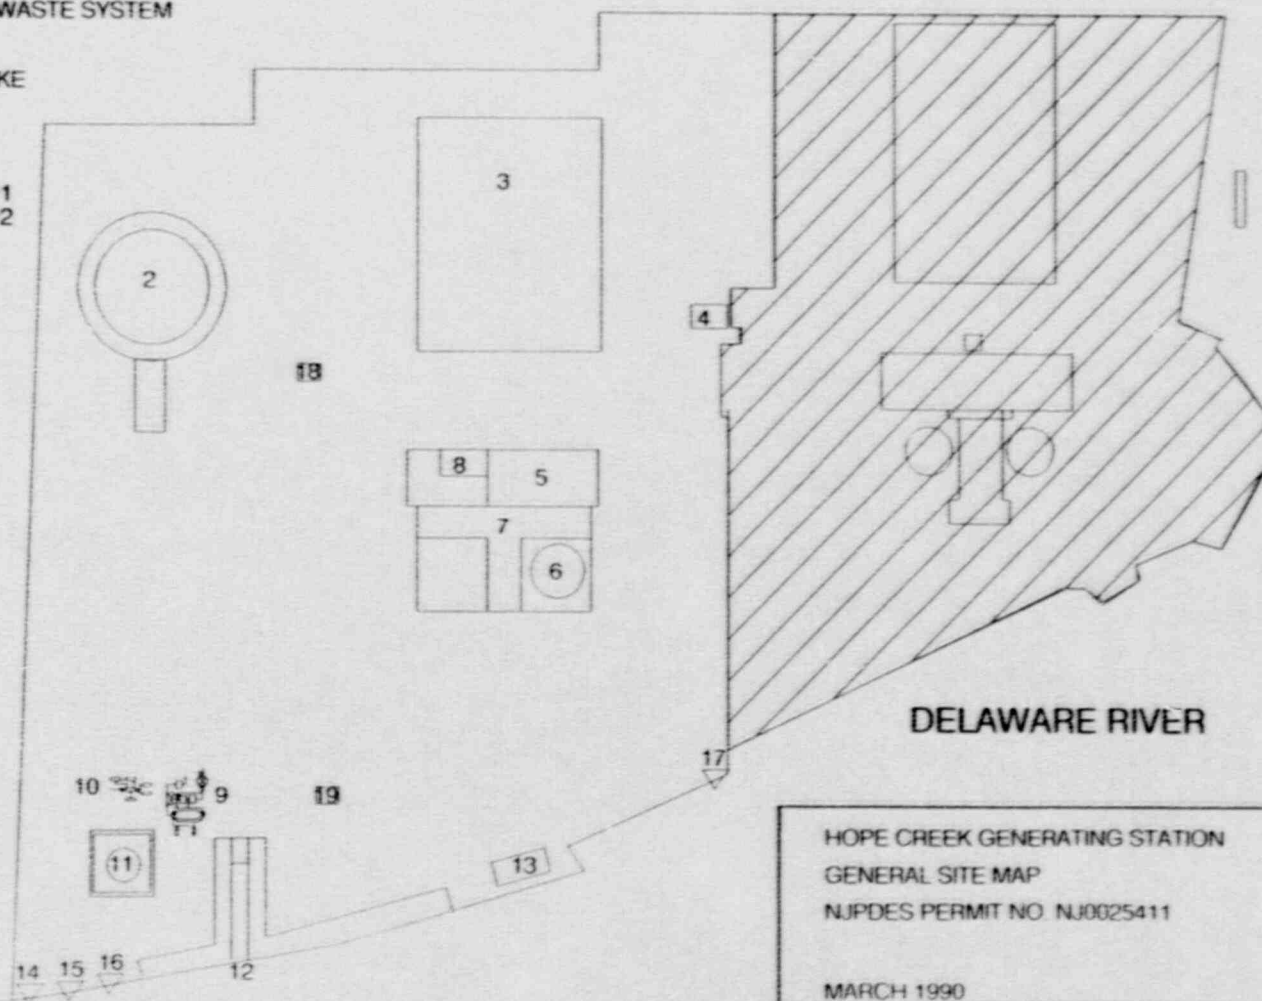 WASTE SYSTEM
KE
1
2
3
2
4
18
8
5
7
6
DELAWARE RIVER
17
10
9
19
11
13
12
14
15
16
HOPE CREEK GENERATING STATION
GENERAL SITE MAP
NJPDES PERMIT NO. NJ0025411
MARCH 1990